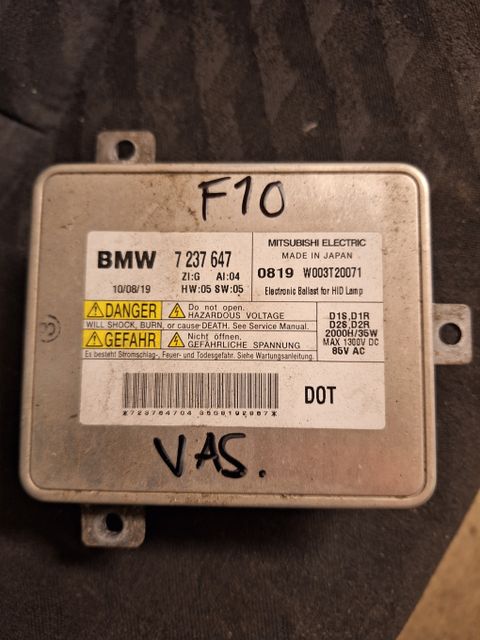 F10
BMW 7 237 647
ZI:G AI:04
10/08/19 HW:05 SW:05
MITSUBISHI ELECTRIC
MADE IN JAPAN
0819 W003T20071
Electronic Ballast for HID Lamp
DANGER Do not open.
HAZARDOUS VOLTAGE
WILL SHOCK, BURN, or cause DEATH. See Service Manual.
GEFAHR Nicht öffnen.
GEFÄHRLICHE SPANNUNG
Es besteht Stromschlag-, Feuer- und Todesgefahr. Siehe Wartungsanleitung.
D1S,D1R
D2S,D2R
2000H/35W
MAX 1300V DC
85V AC
DOT
VAS.